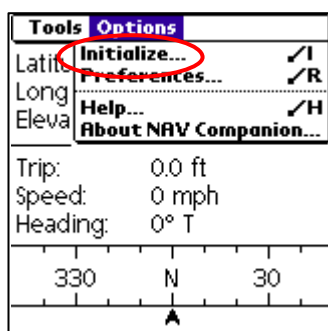 Tools Options
Initialize... /I
Latit
Preferences... /R
Long
Help... /H
Eleva
About NAV Companion...
Trip: 0.0 ft
Speed: 0 mph
Heading: 0° T
330 N 30